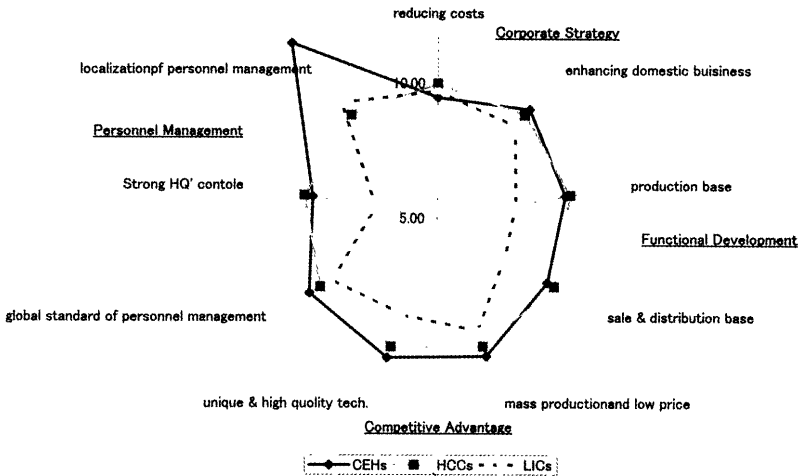 reducing costs
Corporate Strategy
localizationpf personnel management
10.00
enhancing domestic buisiness
Personnel Management
Strong HQ' contole
production base
5.00
Functional Development
global standard of personnel management
sale & distribution base
unique & high quolity tech.
mass productionand low price
Competitive Advantage
CEHs HCCs LICs